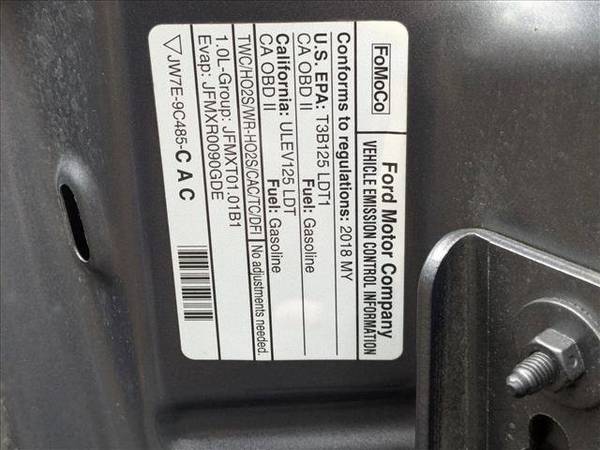 FoMoCo
Ford Motor Company
VEHICLE EMISSION CONTROL INFORMATION
Conforms to regulations: 2018 MY
U.S. EPA: T3B125 LDT1 Fuel: Gasoline
CA OBD II
California: ULEV125 LDT Fuel: Gasoline
CA OBD II
TWC/HO2S/WR-HO2S/CAC/TC/DFI No adjustments needed.
1.0L-Group: JFMXT01.01B1
Evap: JFMXR0090GDE
JW7E-9C485-C A C